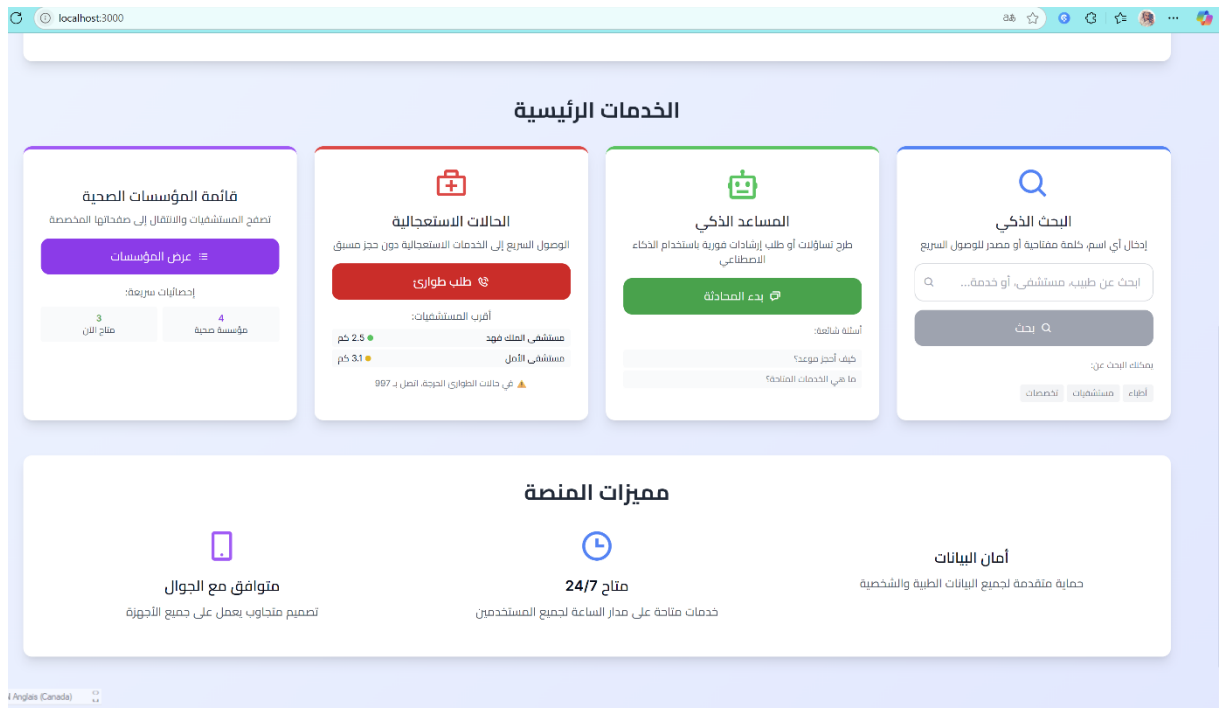 localhost:3000
الخدمات الرئيسية
البحث الذكي
إدخال أي اسم، كلمة مفتاحية أو مصدر للوصول السريع
ابحث عن طبيب، مستشفى، أو خدمة...
بحث
يمكنك البحث عن:
أطباء
مستشفيات
تخصصات
المساعد الذكي
طرح تساؤلات أو طلب إرشادات فورية باستخدام الذكاء
الاصطناعي
بدء المحادثة
أسئلة شائعة:
كيف أحجز موعد؟
ما هي الخدمات المتاحة؟
الحالات الاستعجالية
الوصول السريع إلى الخدمات الاستعجالية دون حجز مسبق
طلب طوارئ
أقرب المستشفيات:
مستشفى الملك فهد
2.5 كم
مستشفى الأمل
3.1 كم
في حالات الطوارئ الحرجة، اتصل بـ 997
قائمة المؤسسات الصحية
تصفح المستشفيات والانتقال إلى صفحاتها المخصصة
عرض المؤسسات
إحصائيات سريعة:
4
مؤسسة صحية
3
متاح الآن
مميزات المنصة
أمان البيانات
حماية متقدمة لجميع البيانات الطبية والشخصية
متاح 24/7
خدمات متاحة على مدار الساعة لجميع المستخدمين
متوافق مع الجوال
تصميم متجاوب يعمل على جميع الأجهزة
Anglais (Canada)